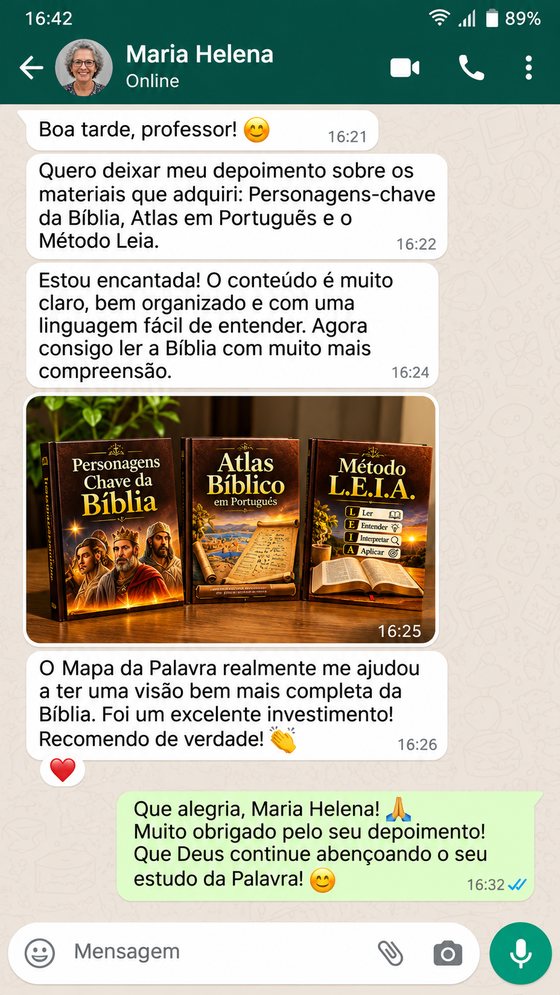 16:42
89%
Maria Helena
Online
Boa tarde, professor! 😊
16:21
Quero deixar meu depoimento sobre os
materiais que adquiri: Personagens-chave
da Bíblia, Atlas em Português e o
Método Leia.
16:22
Estou encantada! O conteúdo é muito
claro, bem organizado e com uma
linguagem fácil de entender. Agora
consigo ler a Bíblia com muito mais
compreensão.
16:24
Personagens
Chave da
Bíblia
Atlas
Bíblico
em Português
Método
L.E.I.A.
L Ler
E Entender
I Interpretar
A Aplicar
16:25
O Mapa da Palavra realmente me ajudou
a ter uma visão bem mais completa da
Bíblia. Foi um excelente investimento!
Recomendo de verdade! 👏
16:26
❤️
Que alegria, Maria Helena! 🙏
Muito obrigado pelo seu depoimento!
Que Deus continue abençoando o seu
estudo da Palavra! 😊
16:32
Mensagem